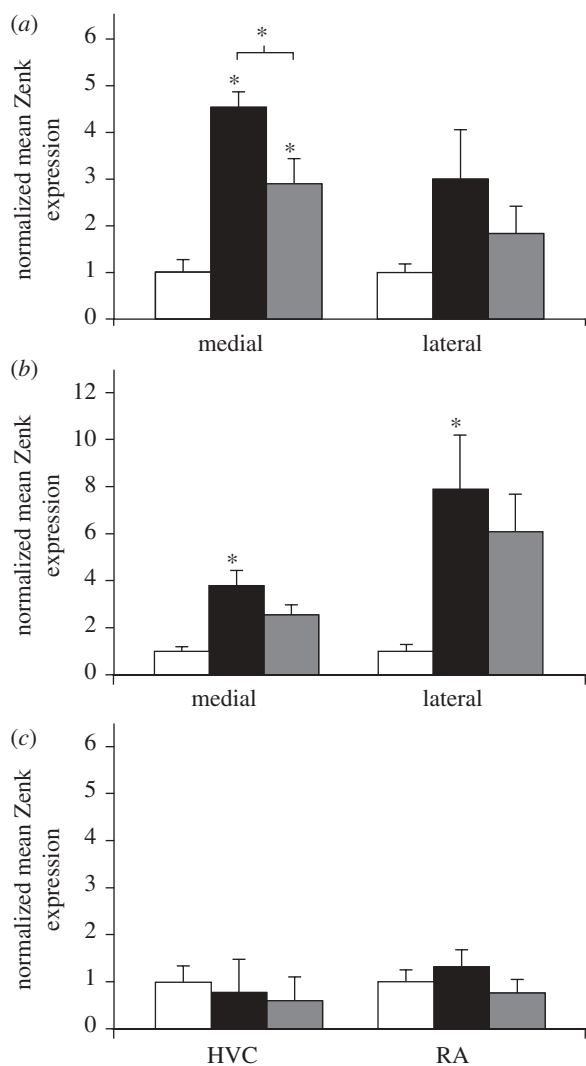 (a)
normalized mean Zenk
expression
6
5
4
3
2
1
0
*
*
*
medial
lateral
(b)
normalized mean Zenk
expression
12
10
8
6
4
2
0
*
*
medial
lateral
(c)
normalized mean Zenk
expression
6
5
4
3
2
1
0
HVC
RA